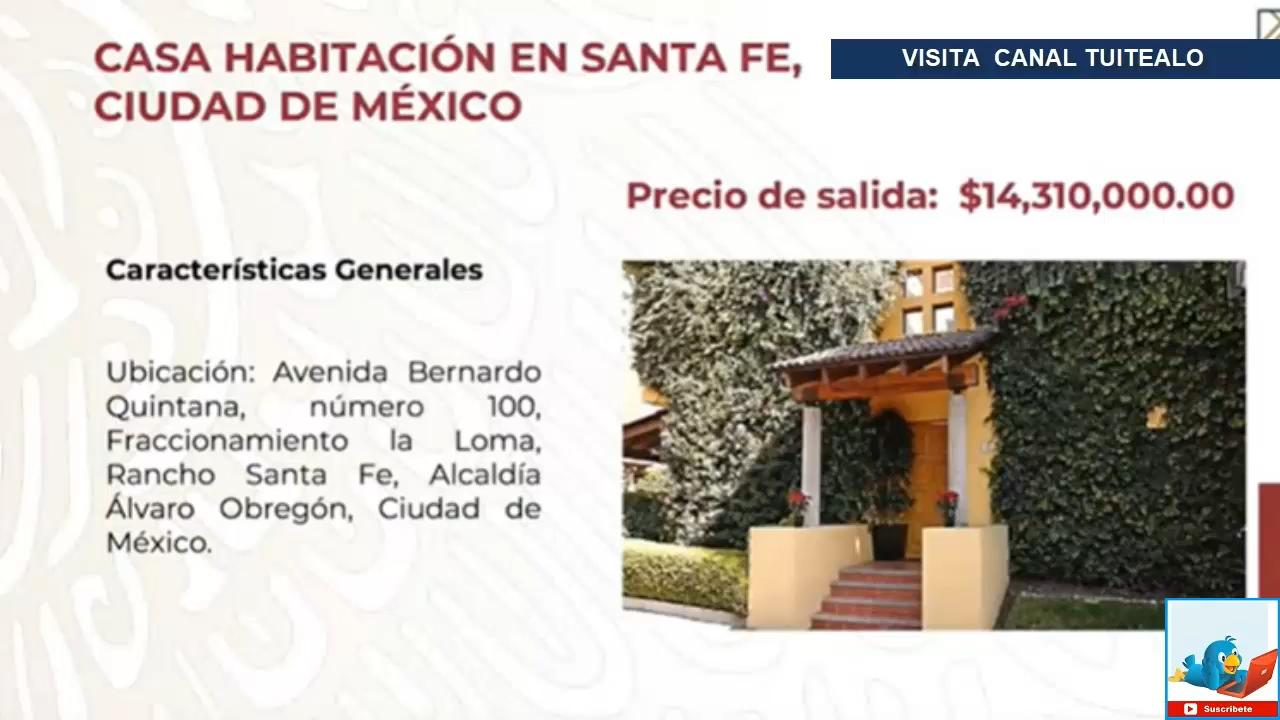 CASA HABITACIÓN EN SANTA FE,
CIUDAD DE MÉXICO
VISITA CANAL TUITEALO
Precio de salida: $14,310,000.00
Características Generales
Ubicación: Avenida Bernardo
Quintana, número 100,
Fraccionamiento la Loma,
Rancho Santa Fe, Alcaldía
Álvaro Obregón, Ciudad de
México.
Suscribete